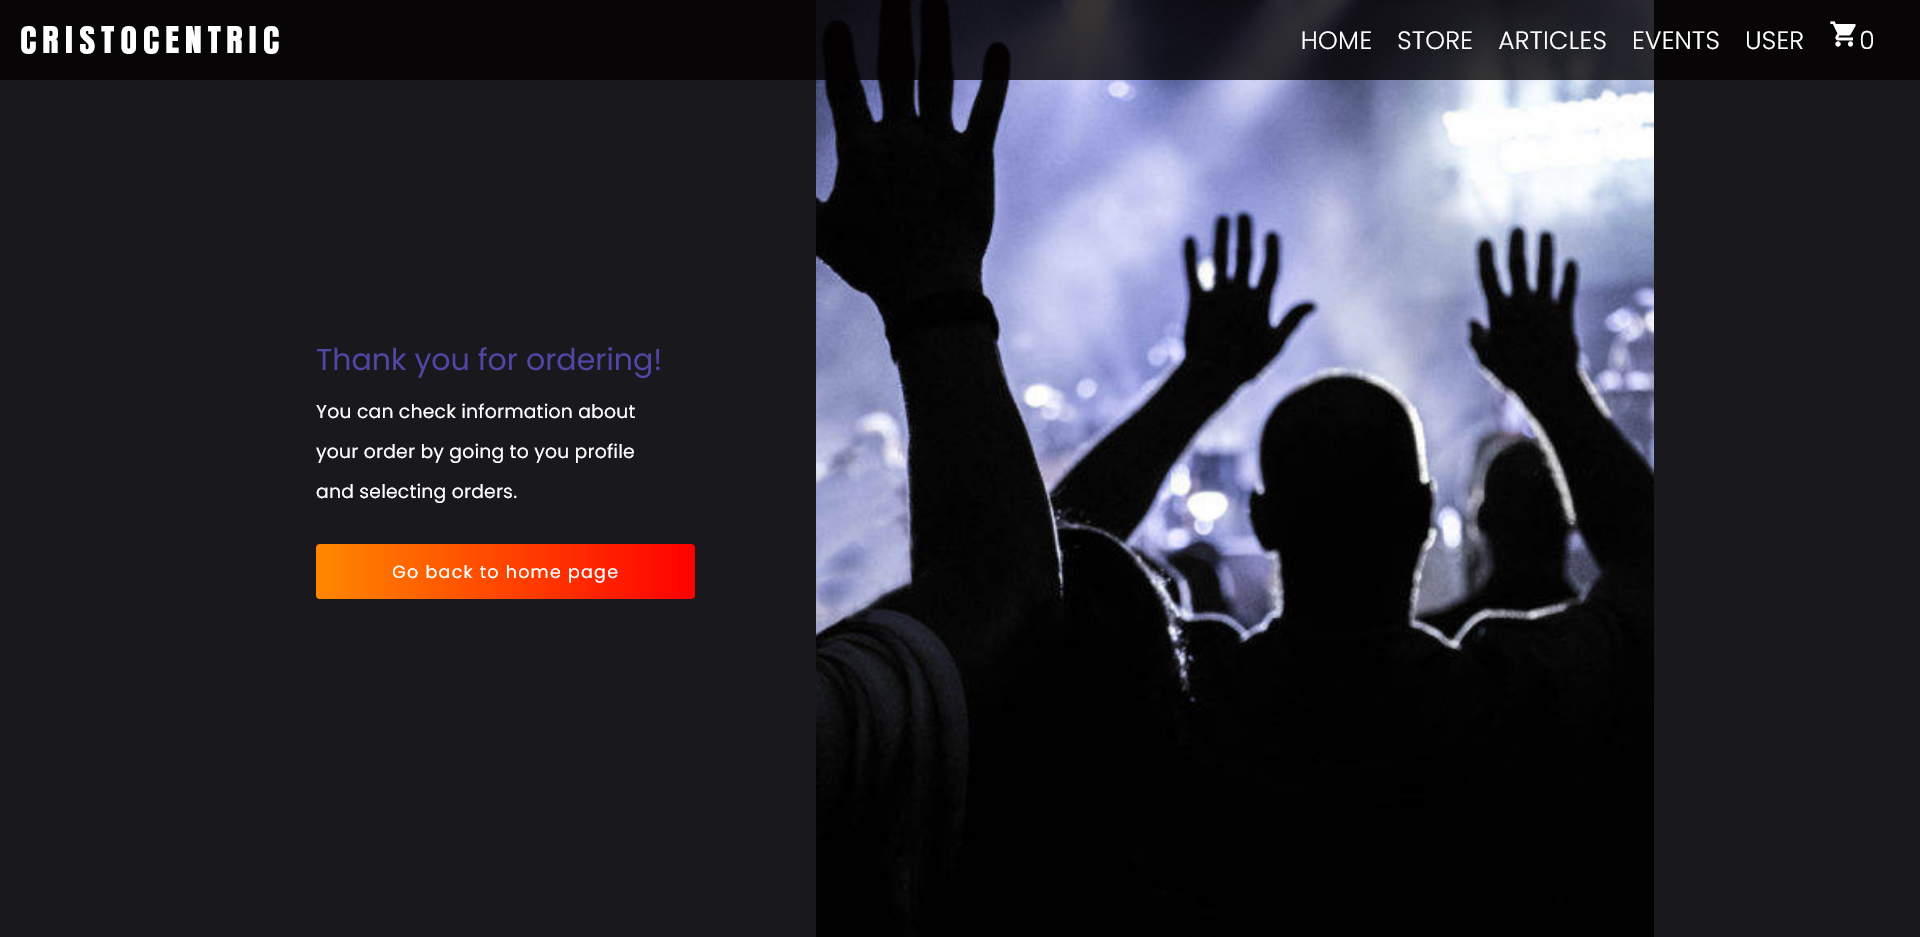 CRISTOCENTRIC
HOME STORE ARTICLES EVENTS USER 0
Thank you for ordering!
You can check information about
your order by going to you profile
and selecting orders.
Go back to home page